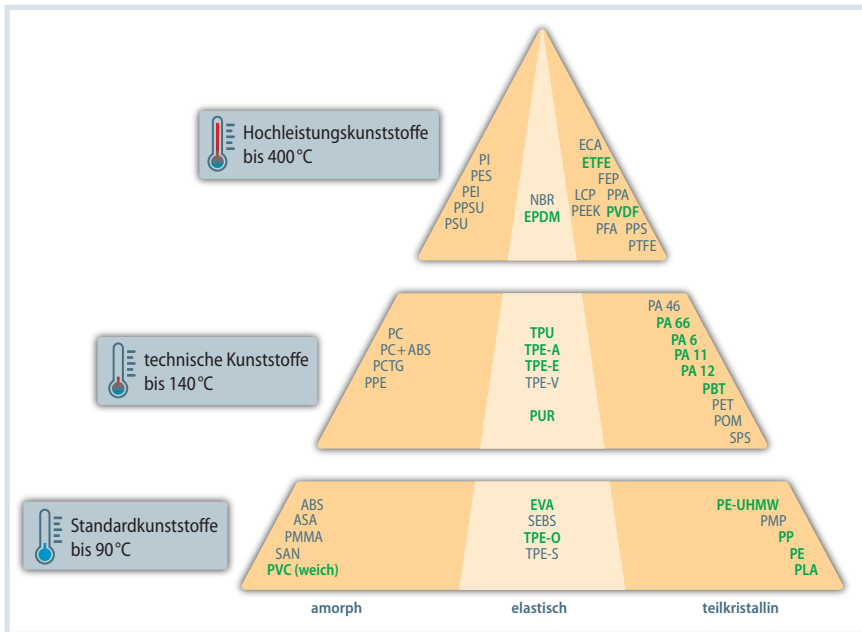 Hochleistungskunststoffe
bis 400 °C
PI
PES
PEI
PPSU
PSU
NBR
EPDM
ECA
ETFE
FEP
LCP PPA
PEEK PVDF
PFA PPS
PTFE
technische Kunststoffe
bis 140 °C
PC
PC + ABS
PCTG
PPE
TPU
TPE-A
TPE-E
TPE-V
PUR
PA 46
PA 66
PA 6
PA 11
PA 12
PBT
PET
POM
SPS
Standardkunststoffe
bis 90 °C
ABS
ASA
PMMA
SAN
PVC (weich)
EVA
SEBS
TPE-O
TPE-S
PE-UHMW
PMP
PP
PE
PLA
amorph
elastisch
teilkristallin